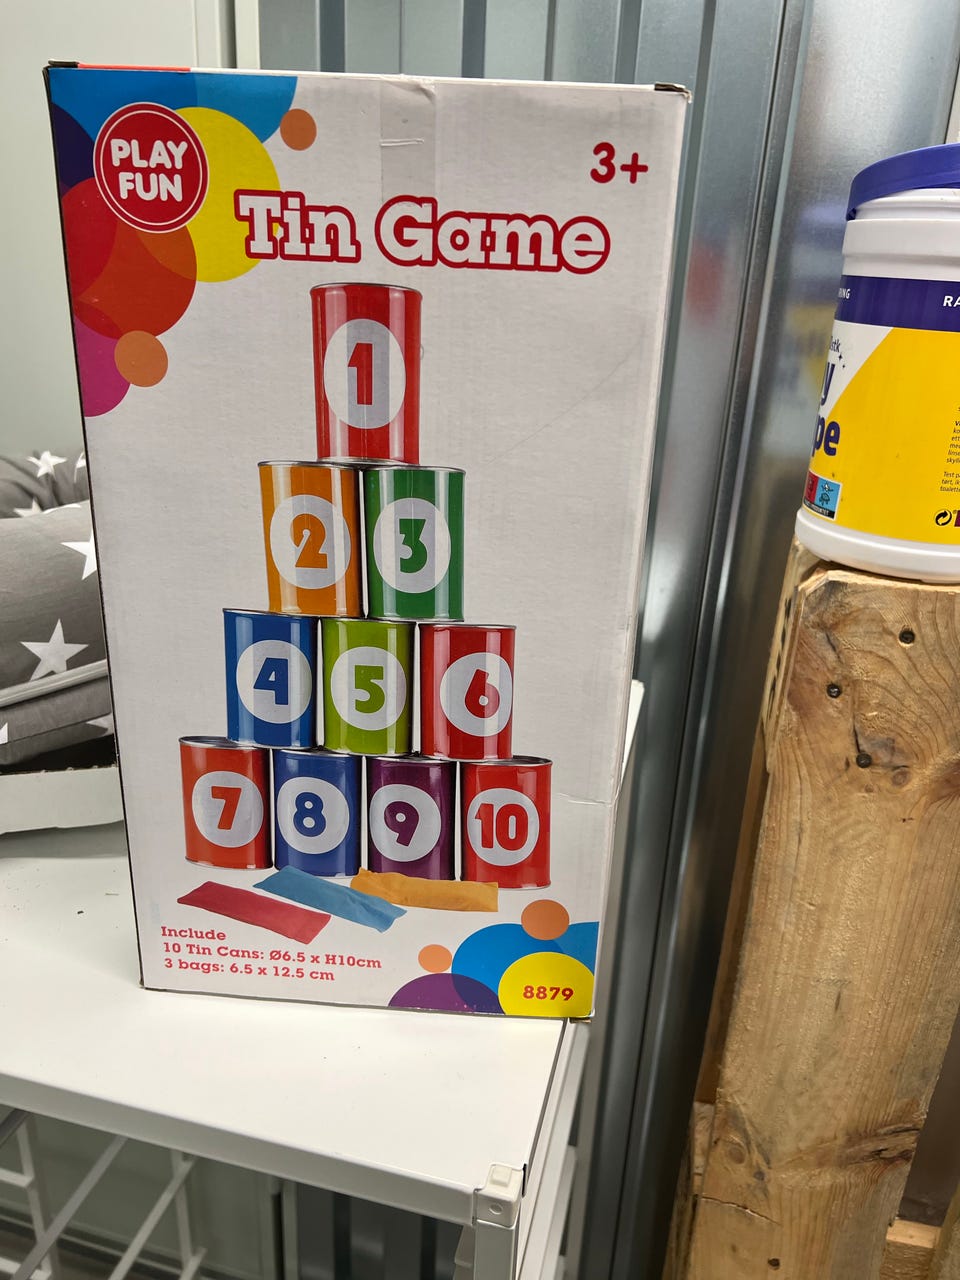 PLAY
FUN
3+
Tin Game
1
2
3
4
5
6
7
8
9
10
Include
10 Tin Cans: Ø6.5 x H10cm
3 bags: 6.5 x 12.5 cm
8879